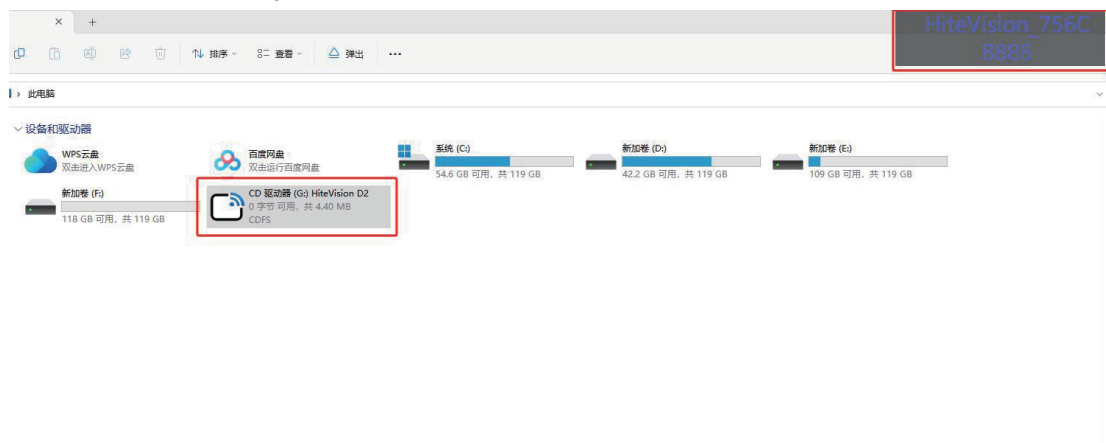 HiteVision_756C
8888
排序
查看
弹出
此电脑
设备和驱动器
WPS云盘
双击进入WPS云盘
百度网盘
双击运行百度网盘
系统 (C:)
54.6 GB 可用，共 119 GB
新加卷 (D:)
42.2 GB 可用，共 119 GB
新加卷 (E:)
109 GB 可用，共 119 GB
新加卷 (F:)
118 GB 可用，共 119 GB
CD 驱动器 (G:) HiteVision D2
0 字节 可用，共 4.40 MB
CDFS